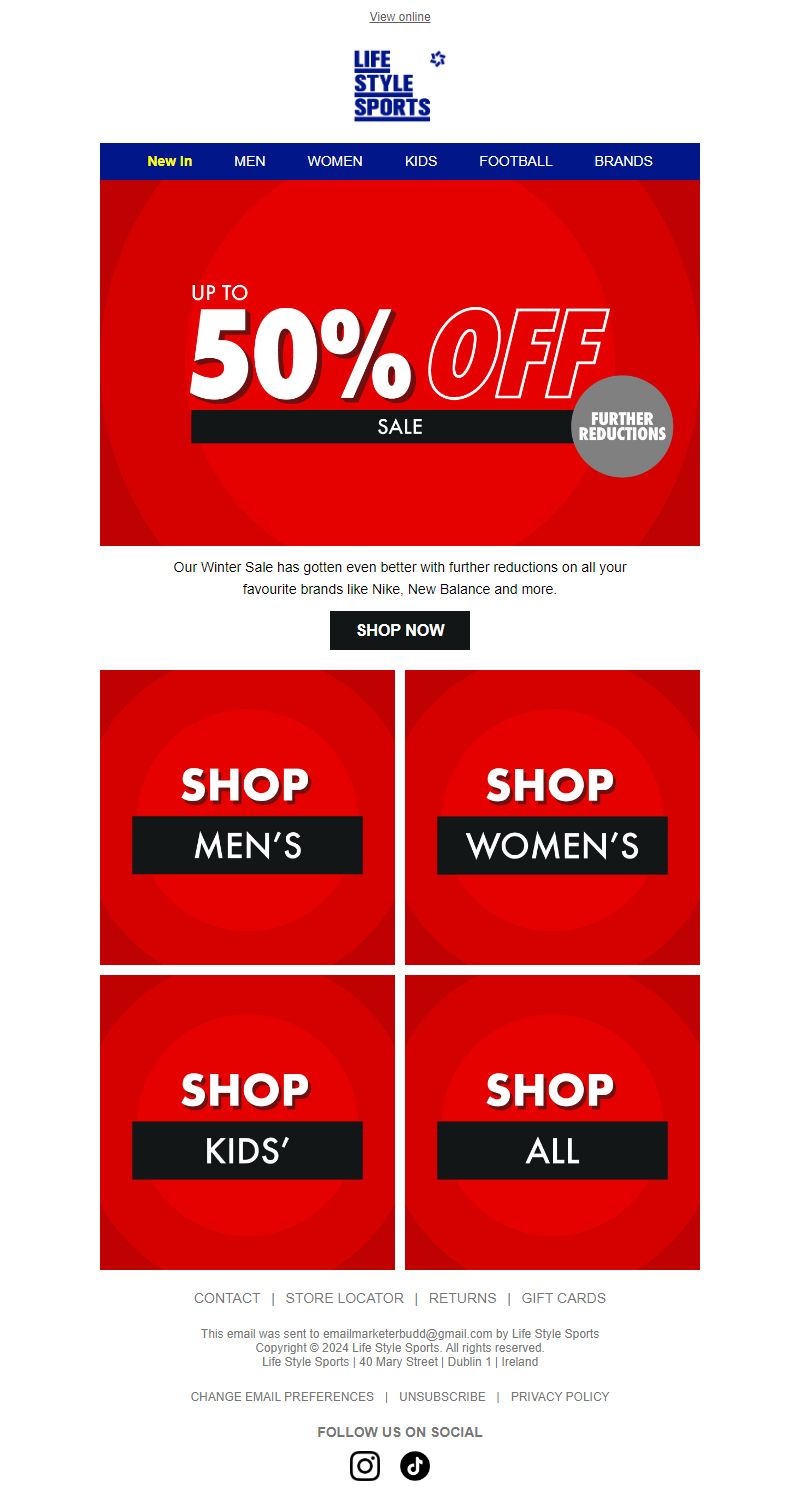 View online
LIFE
STYLE
SPORTS
New In MEN WOMEN KIDS FOOTBALL BRANDS
UP TO
50% OFF
SALE
FURTHER
REDUCTIONS
Our Winter Sale has gotten even better with further reductions on all your
favourite brands like Nike, New Balance and more.
SHOP NOW
SHOP
MEN’S
SHOP
WOMEN’S
SHOP
KIDS’
SHOP
ALL
CONTACT | STORE LOCATOR | RETURNS | GIFT CARDS
This email was sent to emailmarketerbudd@gmail.com by Life Style Sports
Copyright © 2024 Life Style Sports. All rights reserved.
Life Style Sports | 40 Mary Street | Dublin 1 | Ireland
CHANGE EMAIL PREFERENCES | UNSUBSCRIBE | PRIVACY POLICY
FOLLOW US ON SOCIAL